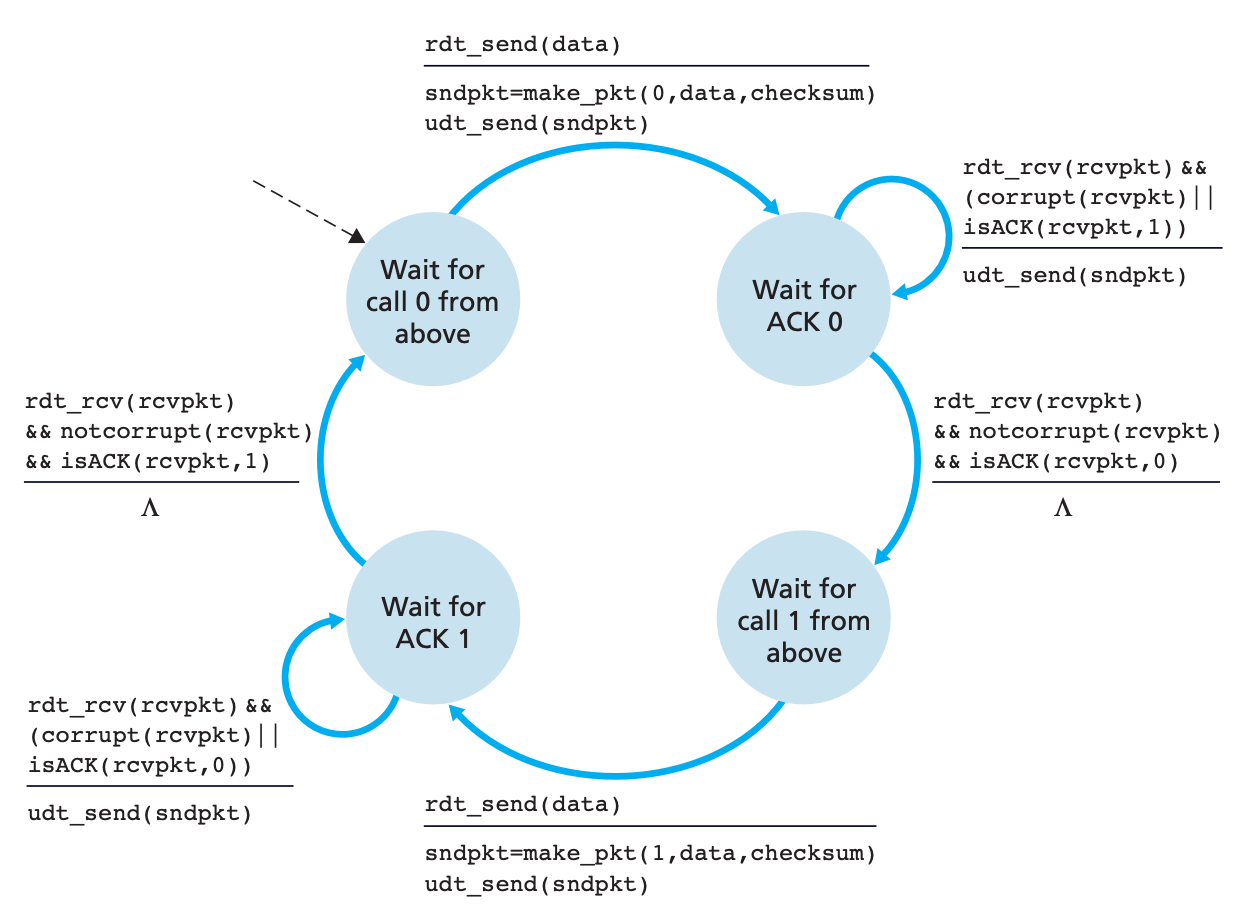 rdt_send(data)
sndpkt=make_pkt(0,data,checksum)
udt_send(sndpkt)
rdt_rcv(rcvpkt) &&
(corrupt(rcvpkt)||
isACK(rcvpkt,1))
udt_send(sndpkt)
Wait for
call 0 from
above
Wait for
ACK 0
rdt_rcv(rcvpkt)
&& notcorrupt(rcvpkt)
&& isACK(rcvpkt,1)
Λ
rdt_rcv(rcvpkt)
&& notcorrupt(rcvpkt)
&& isACK(rcvpkt,0)
Λ
Wait for
ACK 1
Wait for
call 1 from
above
rdt_rcv(rcvpkt) &&
(corrupt(rcvpkt)||
isACK(rcvpkt,0))
udt_send(sndpkt)
rdt_send(data)
sndpkt=make_pkt(1,data,checksum)
udt_send(sndpkt)